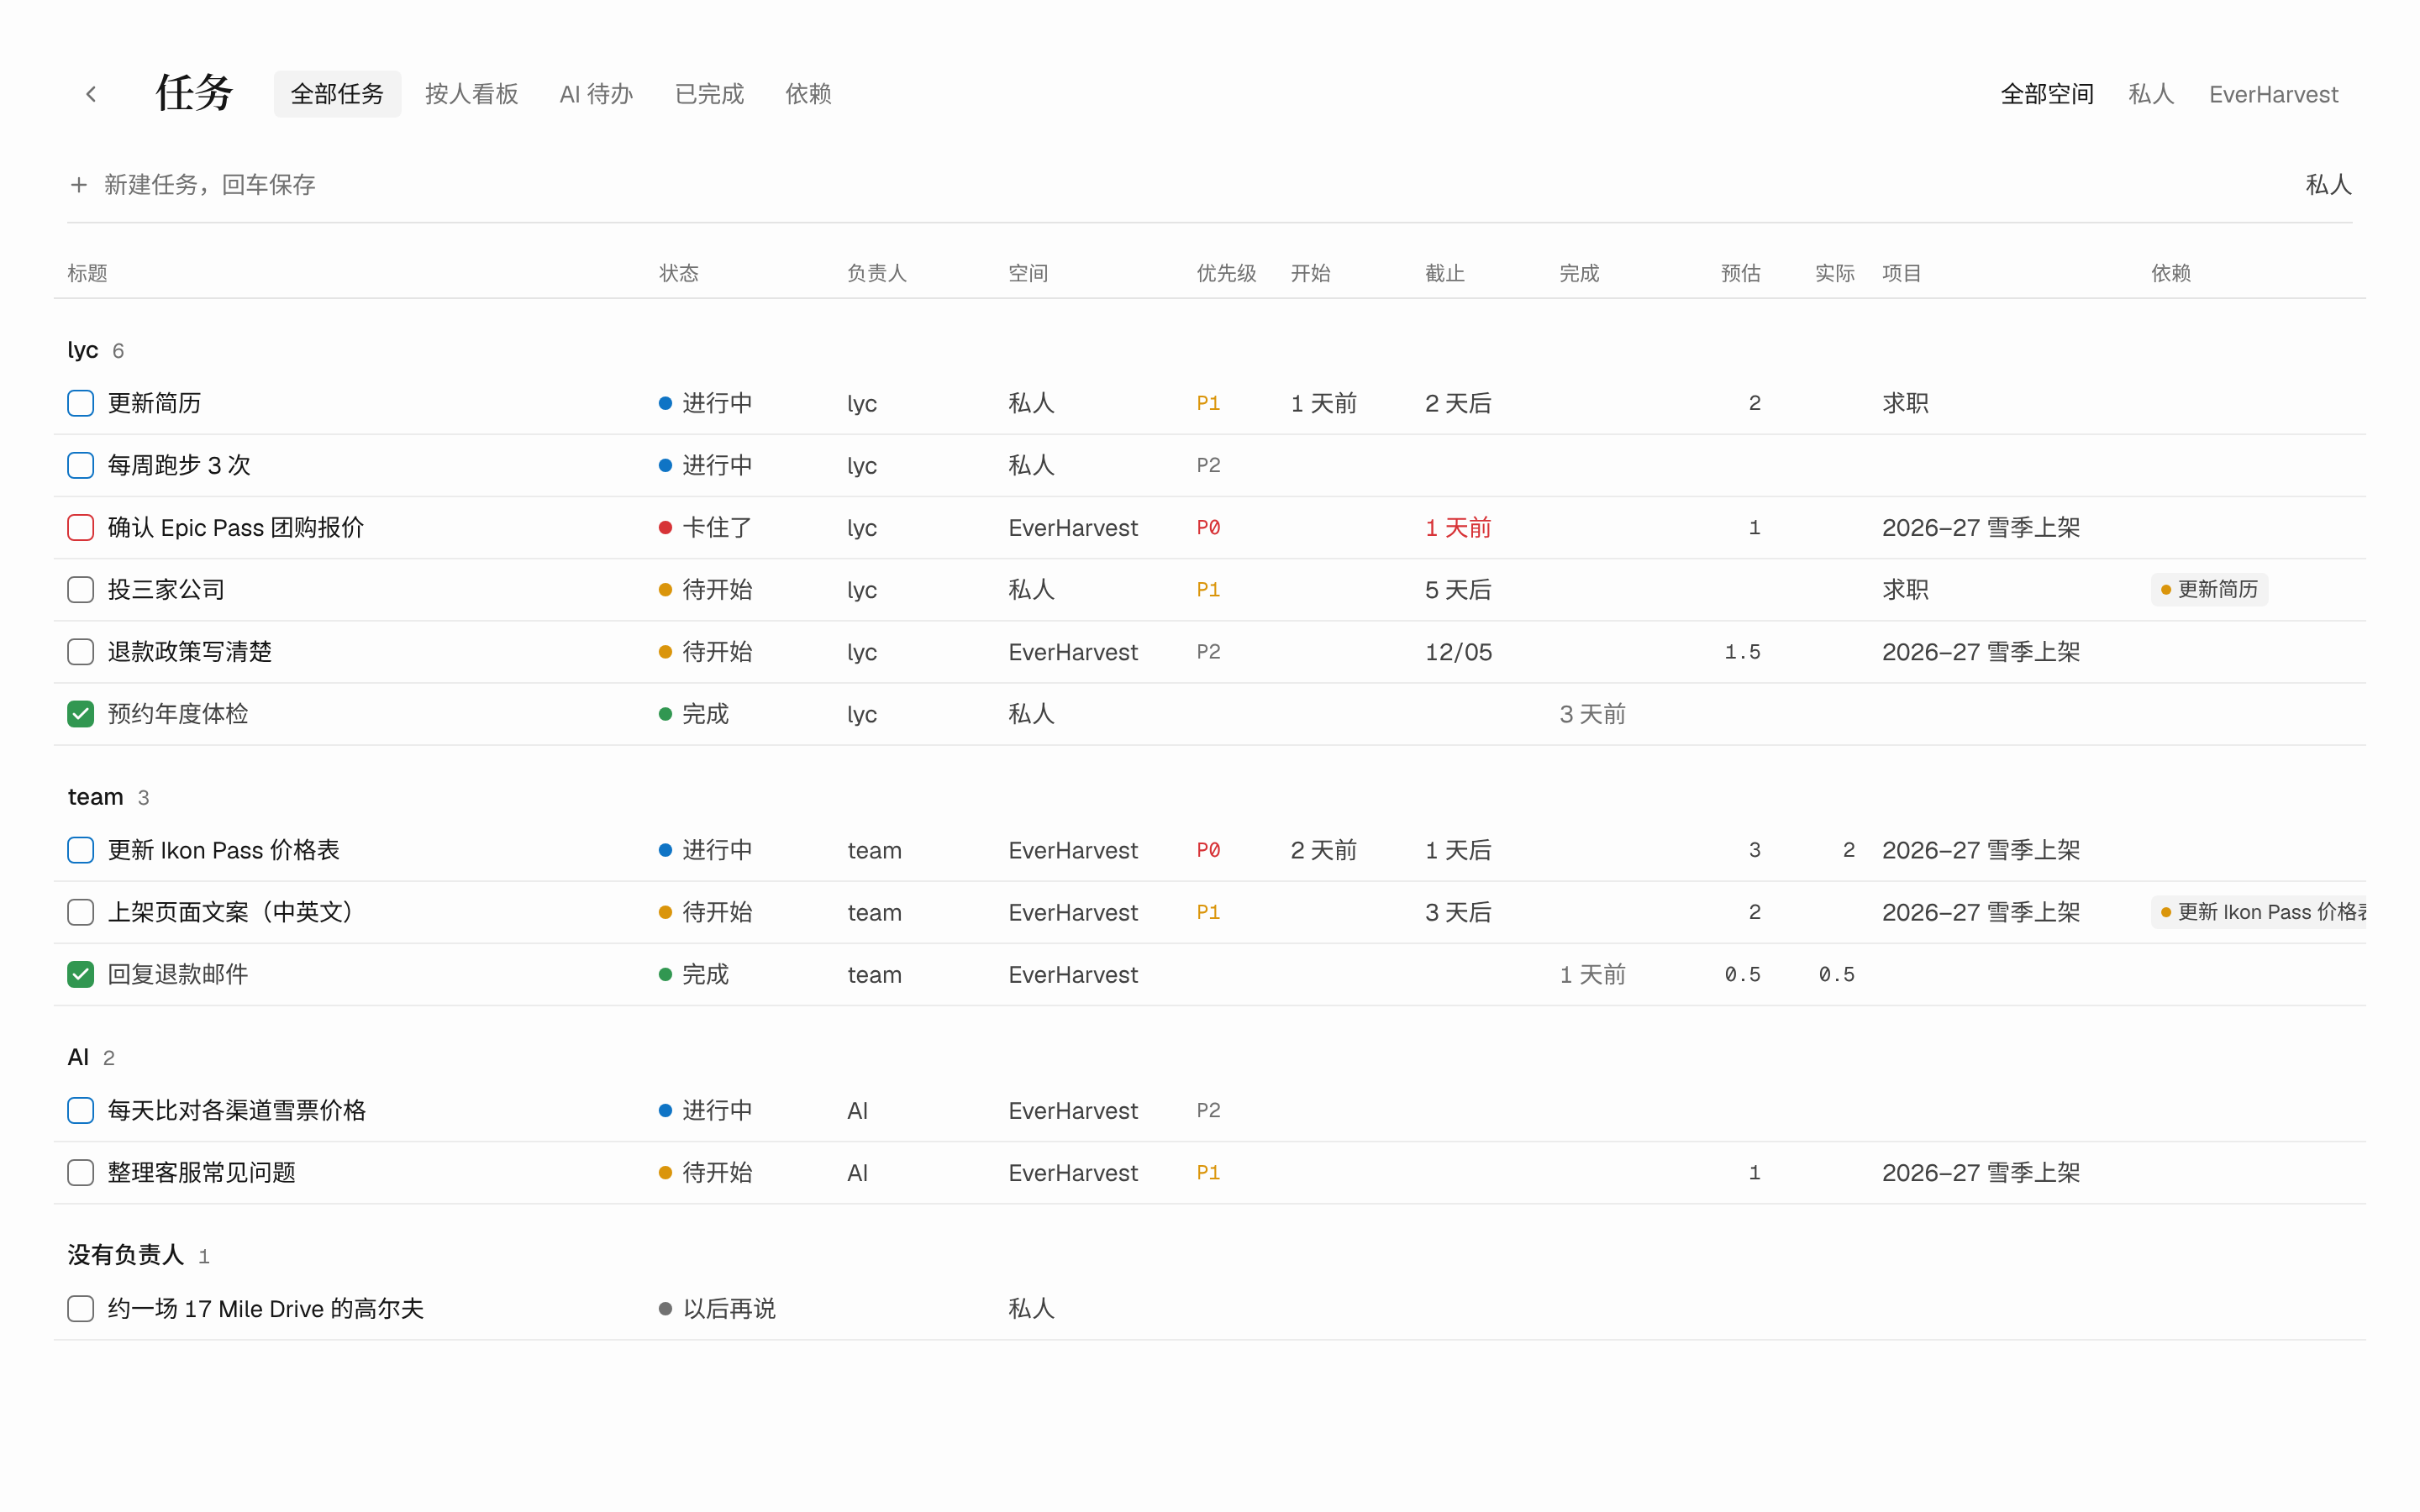 任务 全部任务 按人看板 AI 待办 已完成 依赖 全部空间 私人 EverHarvest
+ 新建任务，回车保存 私人
标题 状态 负责人 空间 优先级 开始 截止 完成 预估 实际 项目 依赖
lyc 6
更新简历 进行中 lyc 私人 P1 1 天前 2 天后 2 求职
每周跑步 3 次 进行中 lyc 私人 P2
确认 Epic Pass 团购报价 卡住了 lyc EverHarvest P0 1 天前 1 2026–27 雪季上架
投三家公司 待开始 lyc 私人 P1 5 天后 求职 更新简历
退款政策写清楚 待开始 lyc EverHarvest P2 12/05 1.5 2026–27 雪季上架
预约年度体检 完成 lyc 私人 3 天前
team 3
更新 Ikon Pass 价格表 进行中 team EverHarvest P0 2 天前 1 天后 3 2 2026–27 雪季上架
上架页面文案（中英文） 待开始 team EverHarvest P1 3 天后 2 2026–27 雪季上架 更新 Ikon Pass 价格表
回复退款邮件 完成 team EverHarvest 1 天前 0.5 0.5
AI 2
每天比对各渠道雪票价格 进行中 AI EverHarvest P2
整理客服常见问题 待开始 AI EverHarvest P1 1 2026–27 雪季上架
没有负责人 1
约一场 17 Mile Drive 的高尔夫 以后再说 私人